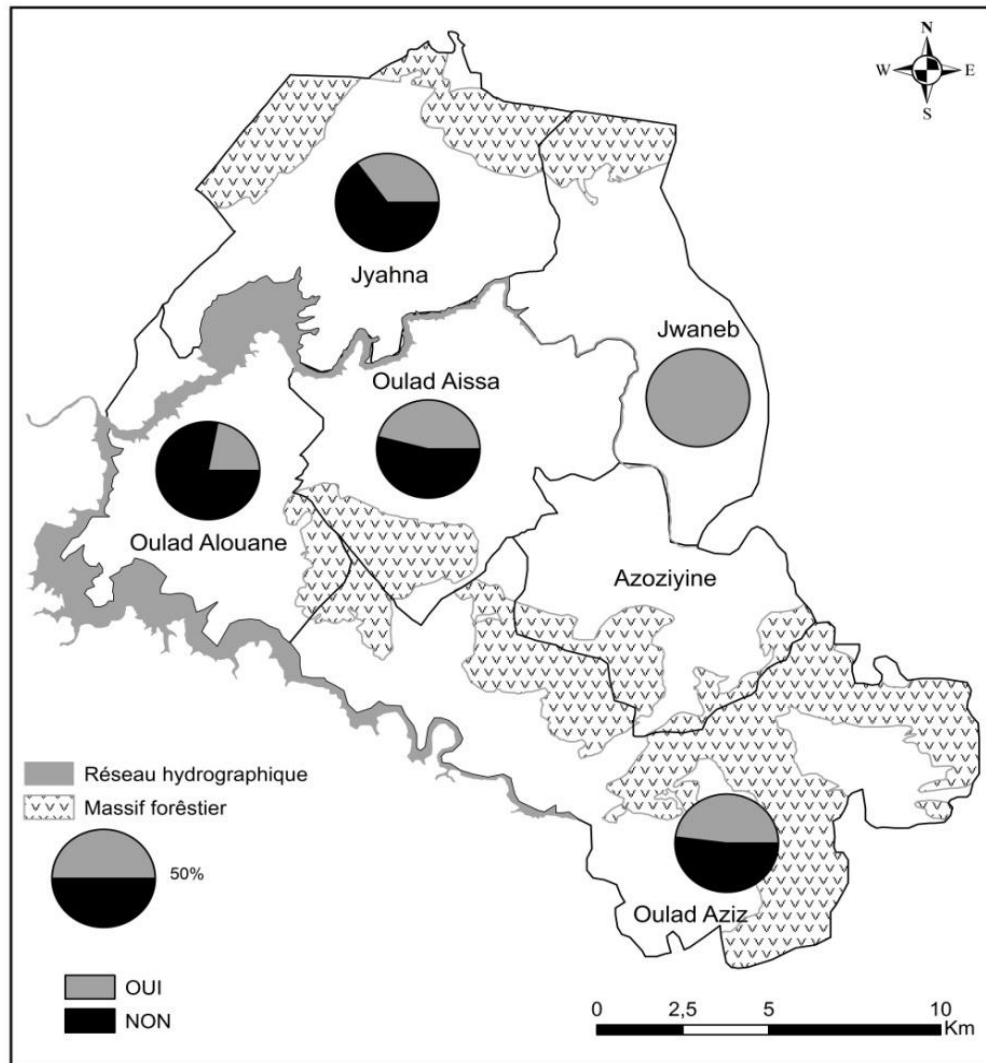 N
W E
S
Jyahna
Jwaneb
Oulad Aissa
Oulad Alouane
Azoziyine
Réseau hydrographique
Massif forêstier
50%
Oulad Aziz
OUI
NON
0 2,5 5 10
Km